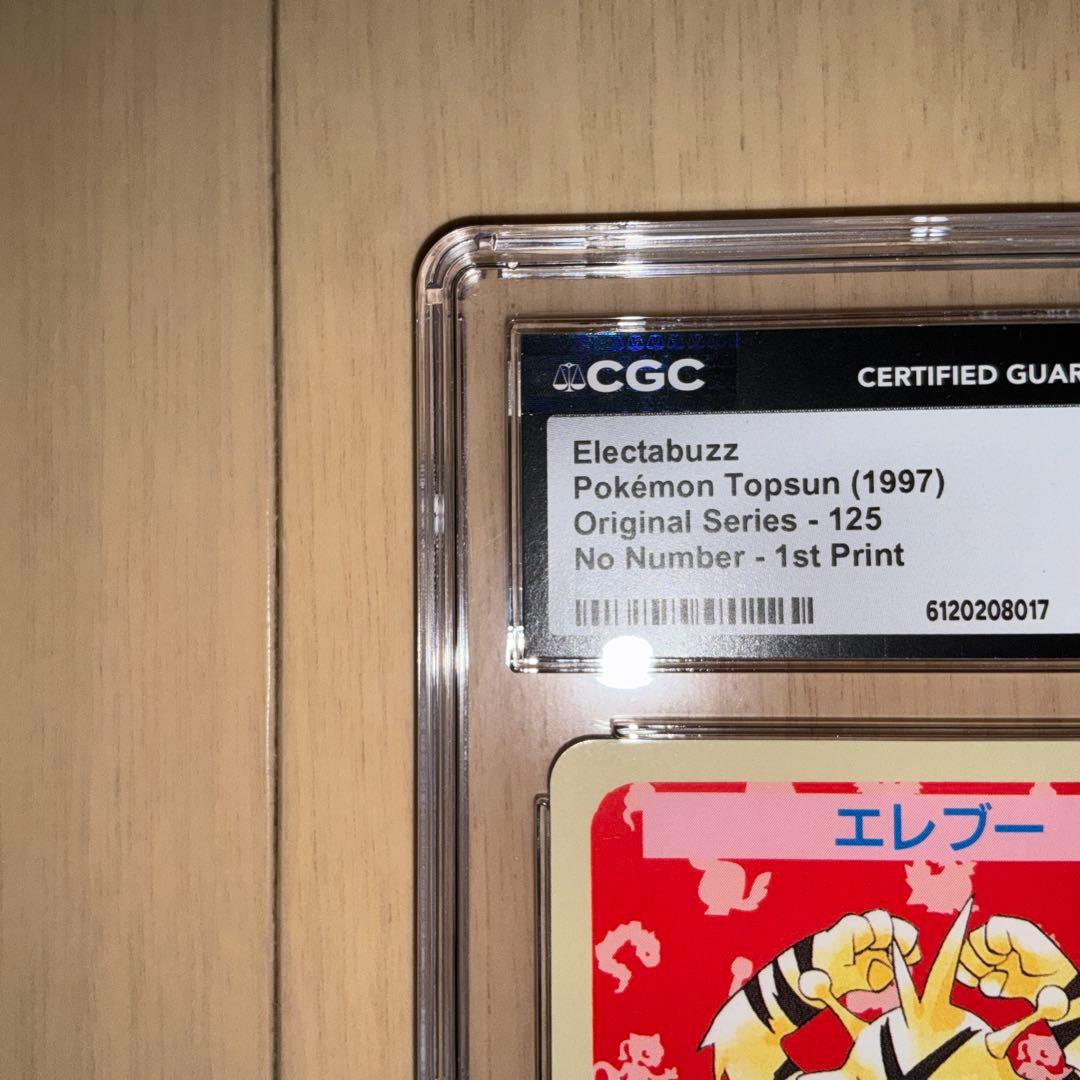 CGC
CERTIFIED GUAR
Electabuzz
Pokémon Topsun (1997)
Original Series - 125
No Number - 1st Print
6120208017
エレブー